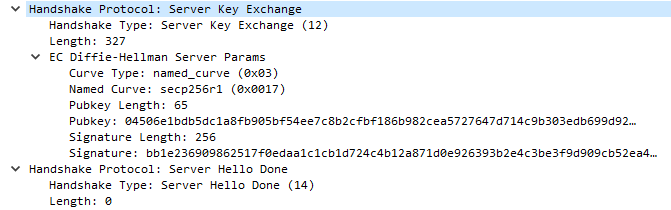 Handshake Protocol: Server Key Exchange
Handshake Type: Server Key Exchange (12)
Length: 327
EC Diffie-Hellman Server Params
Curve Type: named_curve (0x03)
Named Curve: secp256r1 (0x0017)
Pubkey Length: 65
Pubkey: 04506e1bdb5dc1a8fb905bf54ee7c8b2cfbf186b982cea5727647d714c9b303edb699d92…
Signature Length: 256
Signature: bb1e236909862517f0edaa1c1cb1d724c4b12a871d0e926393b2e4c3be3f9d909cb52ea4…
Handshake Protocol: Server Hello Done
Handshake Type: Server Hello Done (14)
Length: 0